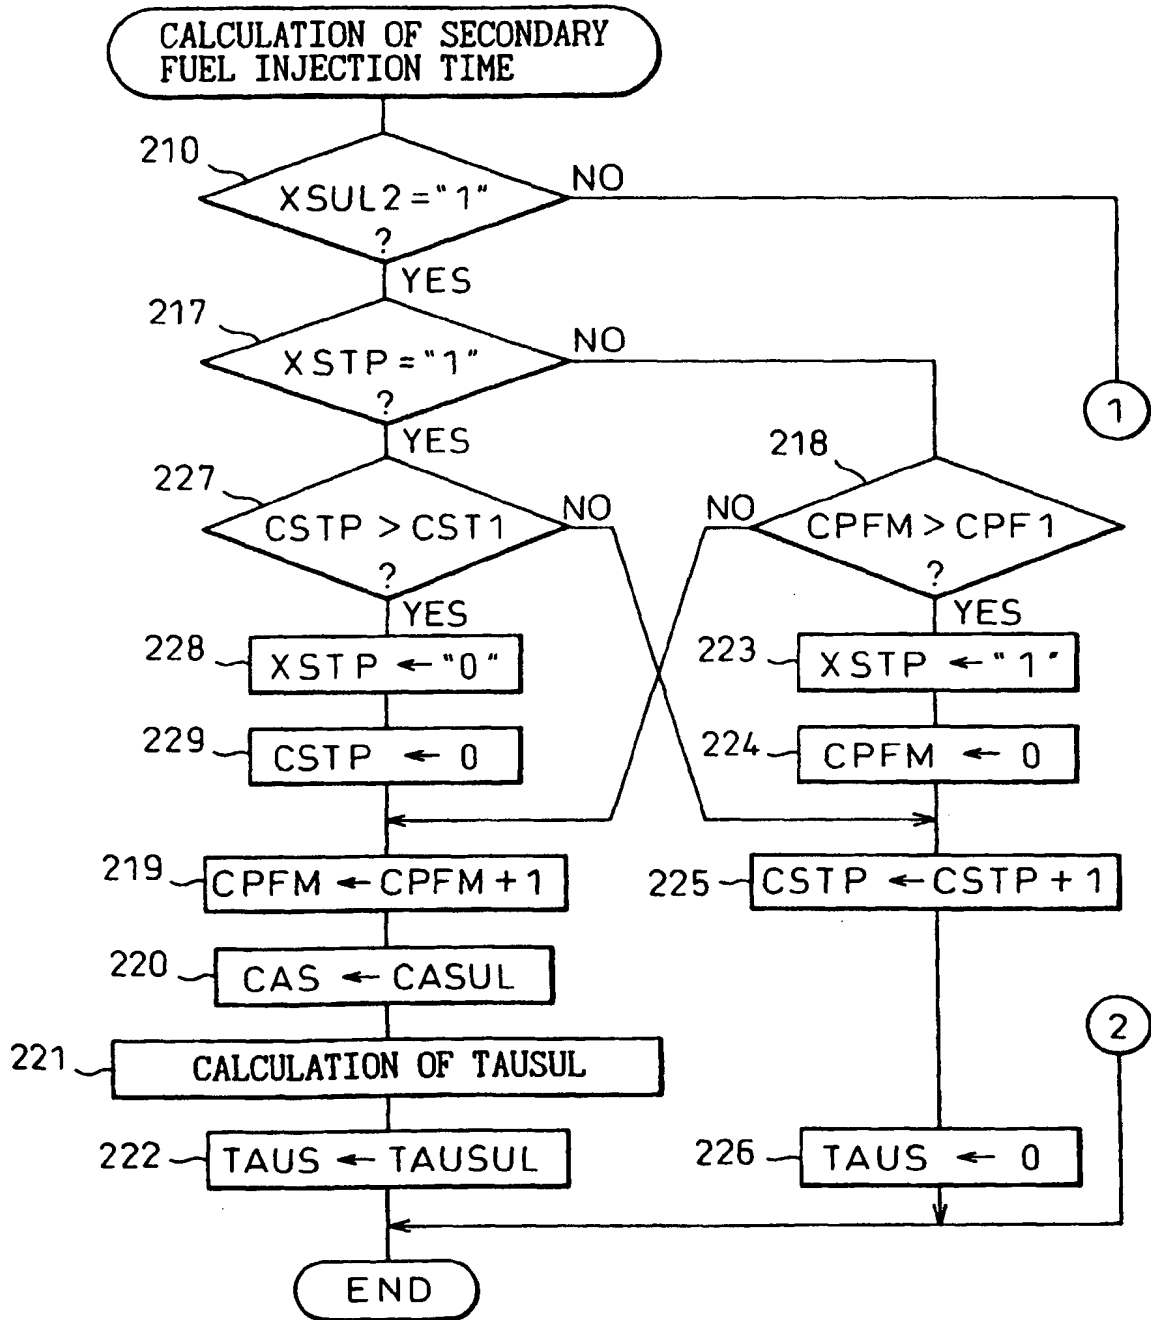 CALCULATION OF SECONDARY
FUEL INJECTION TIME
210
XSUL2="1"
?
NO
YES
217
XSTP="1"
?
NO
1
YES
227
CSTP > CST1
?
NO
218
NO
CPFM > CPF1
?
YES
YES
228
XSTP ← "0"
223
XSTP ← "1"
229
CSTP ← 0
224
CPFM ← 0
219
CPFM ← CPFM+1
225
CSTP ← CSTP+1
220
CAS ← CASUL
2
221
CALCULATION OF TAUSUL
222
TAUS ← TAUSUL
226
TAUS ← 0
END